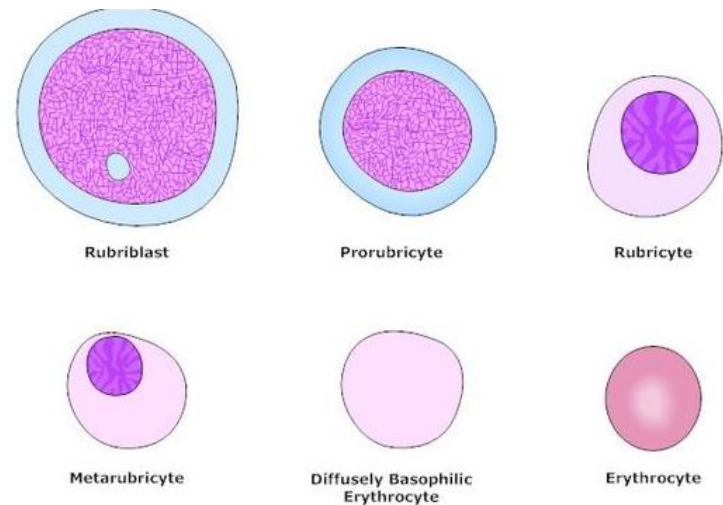 Rubriblast
Prorubricyte
Rubricyte
Metarubricyte
Diffusely Basophilic
Erythrocyte
Erythrocyte